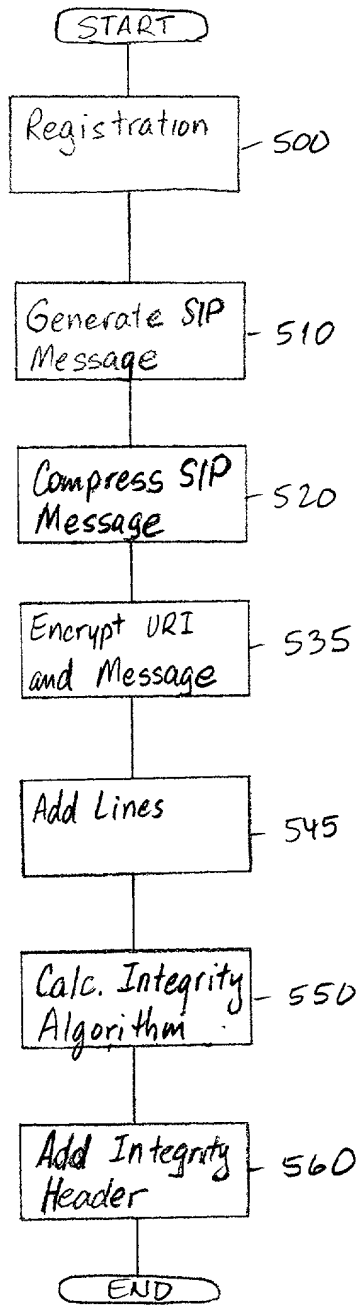 START
Registration
500
Generate SIP
Message
510
Compress SIP
Message
520
Encrypt URI
and Message
535
Add Lines
545
Calc. Integrity
Algorithm
550
Add Integrity
Header
560
END